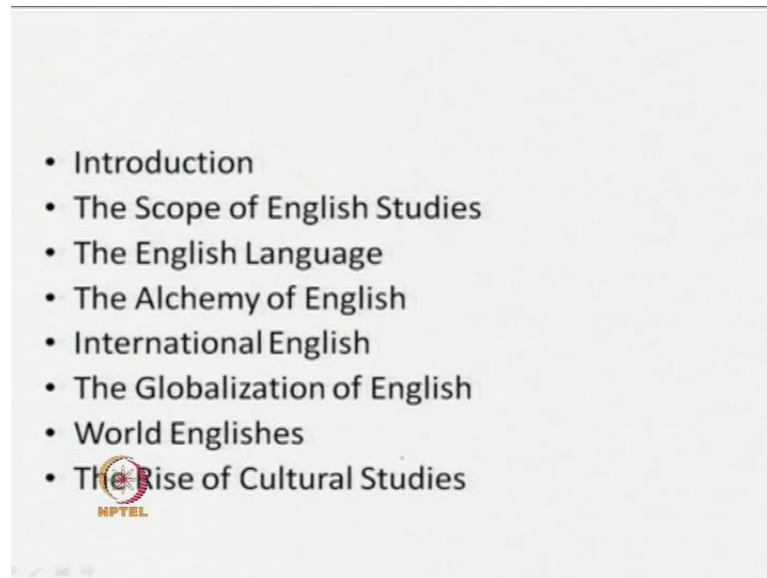 • Introduction
• The Scope of English Studies
• The English Language
• The Alchemy of English
• International English
• The Globalization of English
• World Englishes
• The Rise of Cultural Studies
NPTEL